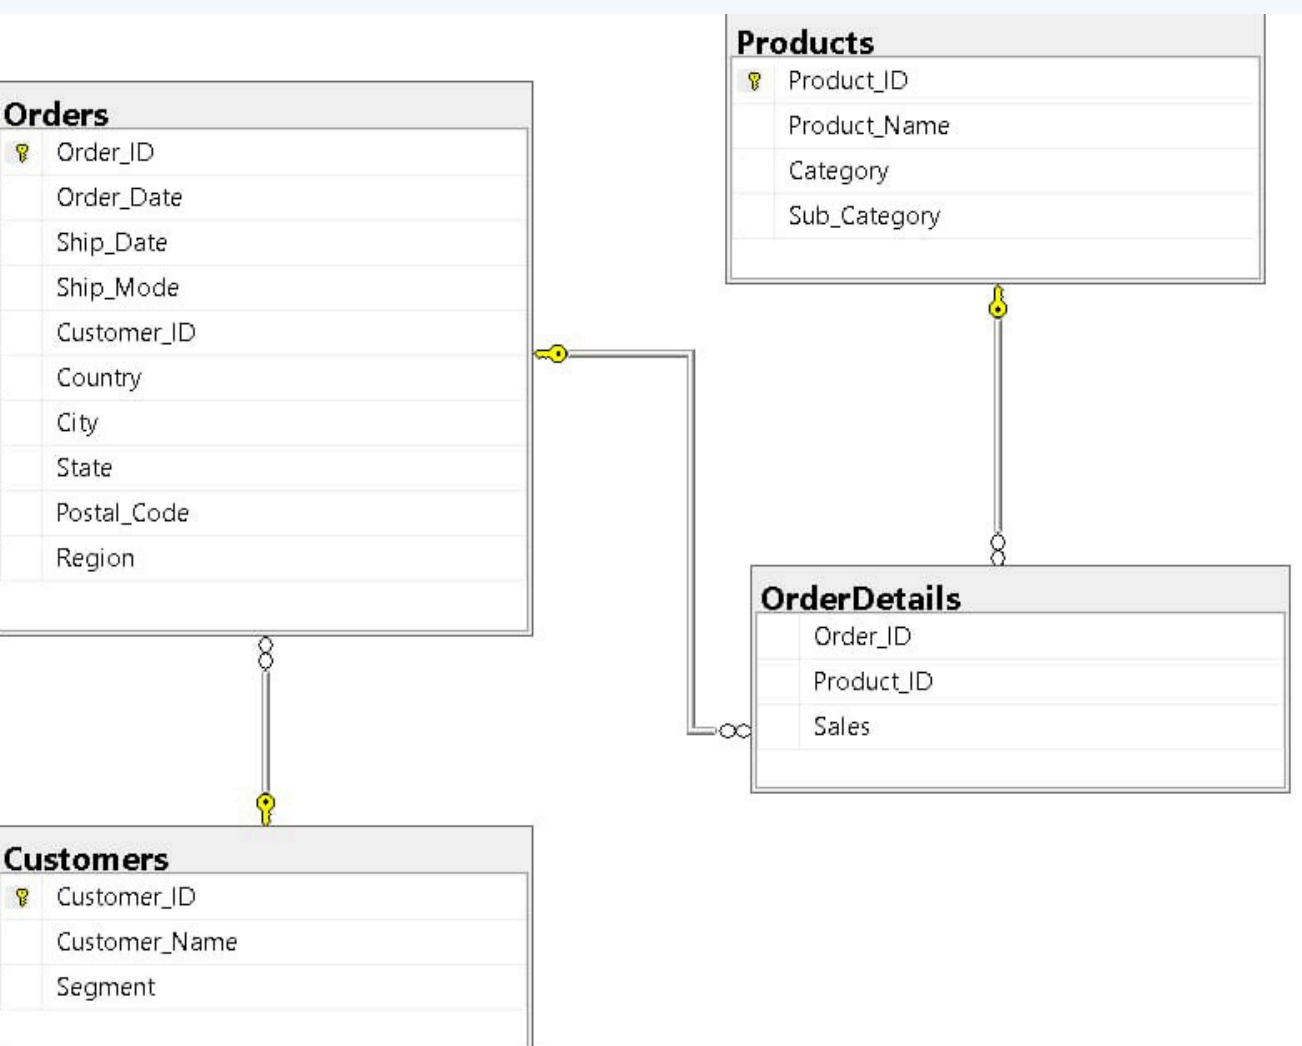 Products
Product_ID
Product_Name
Category
Sub_Category
Orders
Order_ID
Order_Date
Ship_Date
Ship_Mode
Customer_ID
Country
City
State
Postal_Code
Region
OrderDetails
Order_ID
Product_ID
Sales
Customers
Customer_ID
Customer_Name
Segment